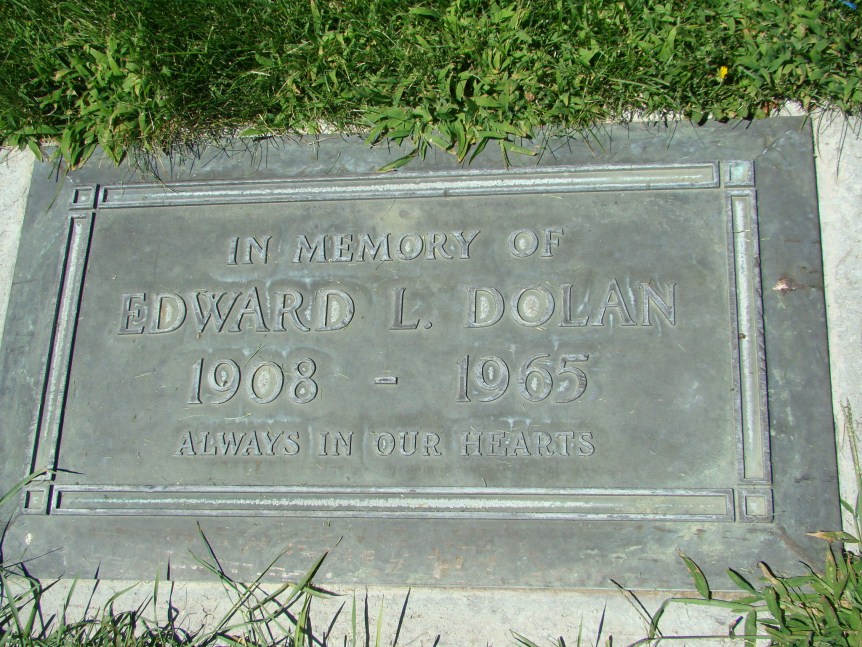 IN MEMORY OF
EDWARD L. DOLAN
1908 - 1965
ALWAYS IN OUR HEARTS